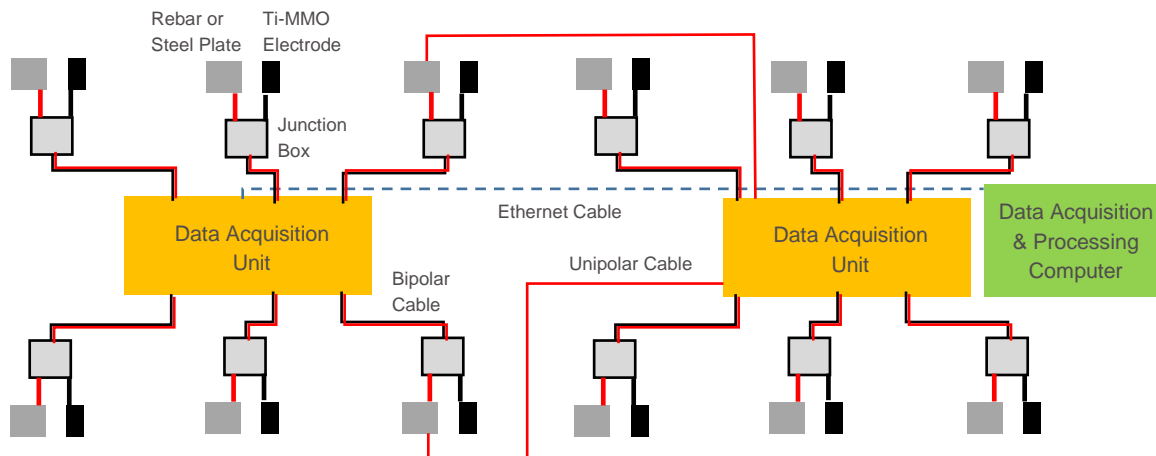 Rebar or
Steel Plate
Ti-MMO
Electrode
Junction
Box
Ethernet Cable
Data Acquisition
Unit
Data Acquisition
Unit
Data Acquisition
& Processing
Computer
Unipolar Cable
Bipolar
Cable